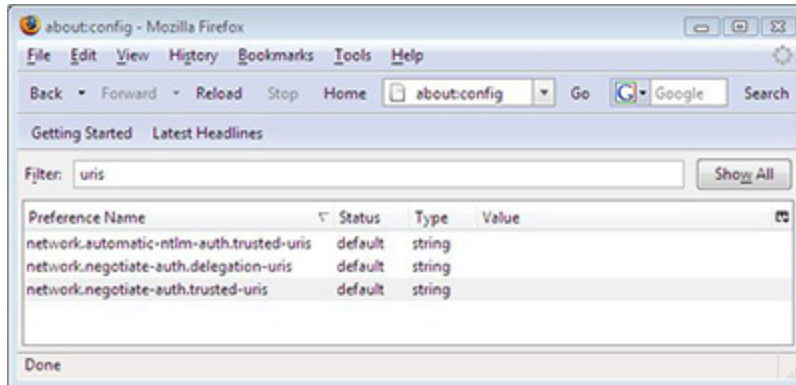 about:config - Mozilla Firefox
File Edit View History Bookmarks Tools Help
Back Forward Reload Stop Home about:config Go G Google Search
Getting Started Latest Headlines
Filter: uris Show All
Preference Name Status Type Value
network.automatic-ntlm-auth.trusted-uris default string
network.negotiate-auth.delegation-uris default string
network.negotiate-auth.trusted-uris default string
Done